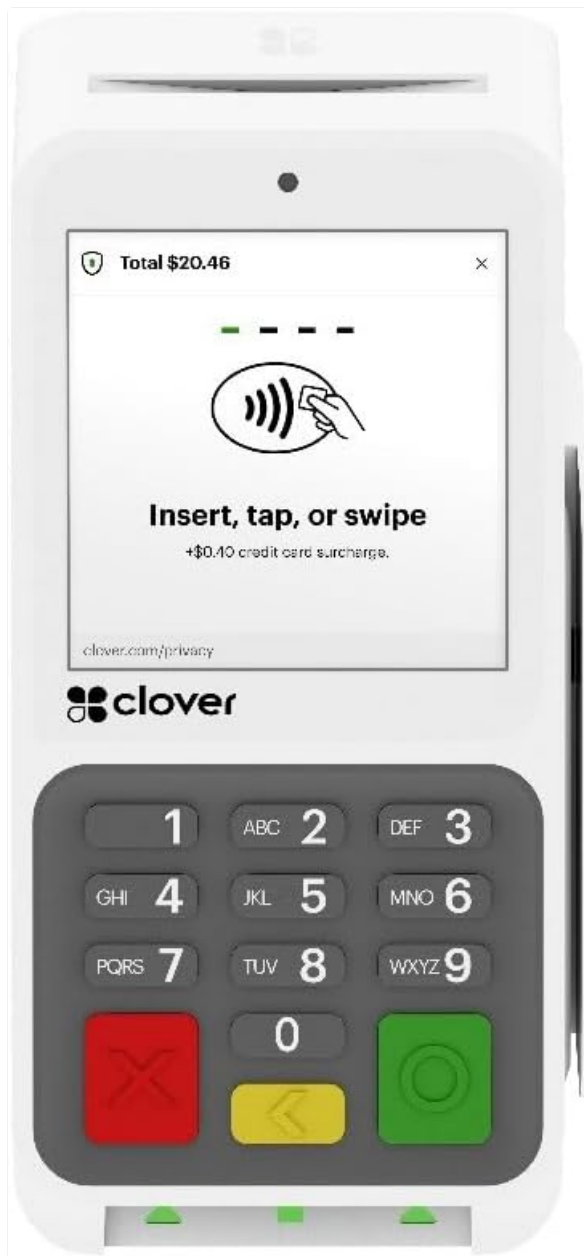 Total $20.46
Insert, tap, or swipe
+$0.40 credit card surcharge.
clover.com/privacy
clover
1 ABC 2 DEF 3
GHI 4 JKL 5 MNO 6
PQRS 7 TUV 8 WXYZ 9
0